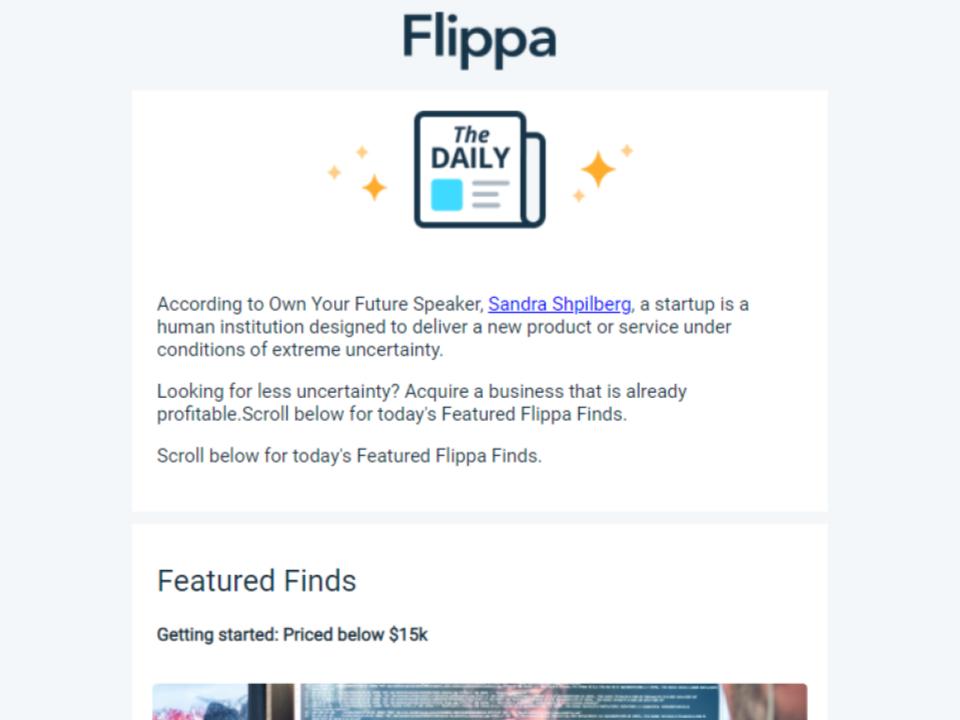 Flippa
The
DAILY
According to Own Your Future Speaker, Sandra Shpilberg, a startup is a
human institution designed to deliver a new product or service under
conditions of extreme uncertainty.
Looking for less uncertainty? Acquire a business that is already
profitable.Scroll below for today's Featured Flippa Finds.
Scroll below for today's Featured Flippa Finds.
Featured Finds
Getting started: Priced below $15k